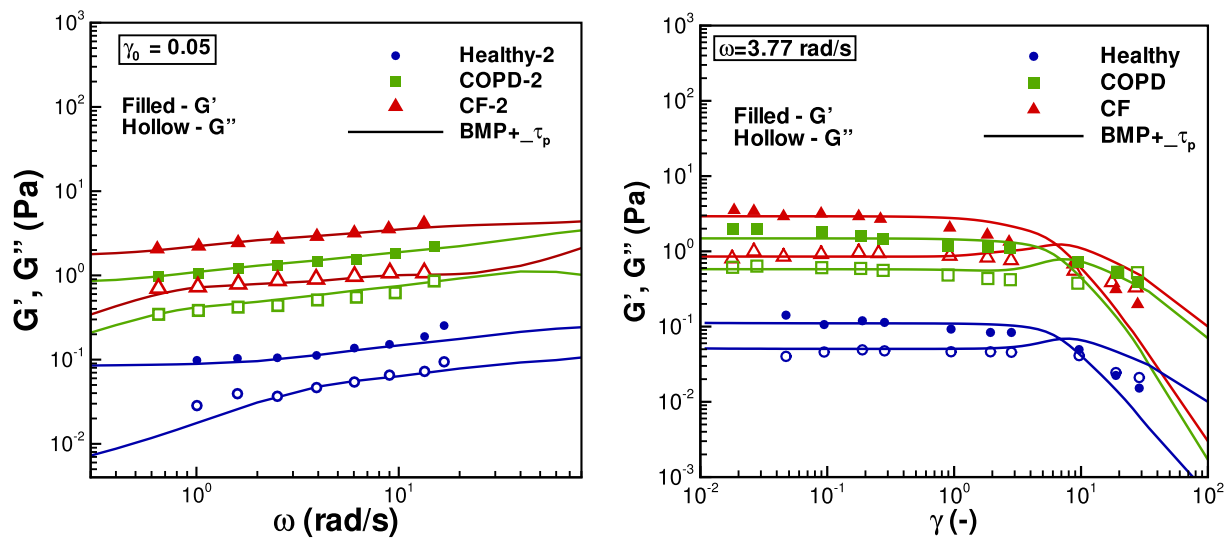 10³
γ₀ = 0.05
Healthy-2
COPD-2
CF-2
BMP+_τₚ
Filled - G’
Hollow - G”
10²
10¹
10⁰
10⁻¹
10⁻²
G’, G” (Pa)
10⁰
10¹
ω (rad/s)
10³
ω=3.77 rad/s
Healthy
COPD
CF
BMP+_τₚ
Filled - G’
Hollow - G”
10²
10¹
10⁰
10⁻¹
10⁻²
10⁻³
G’, G” (Pa)
10⁻²
10⁻¹
10⁰
10¹
10²
γ (-)